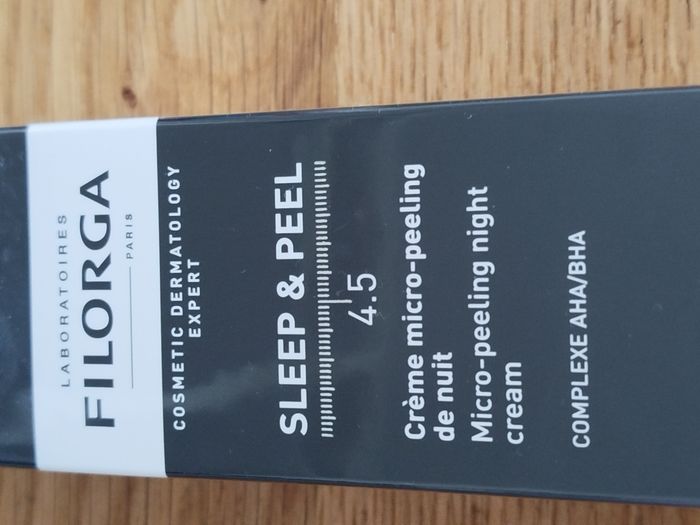 LABORATOIRES
FILORGA
PARIS
COSMETIC DERMATOLOGY
EXPERT
SLEEP & PEEL
4.5
Crème micro-peeling
de nuit
Micro-peeling night
cream
COMPLEXE AHA/BHA